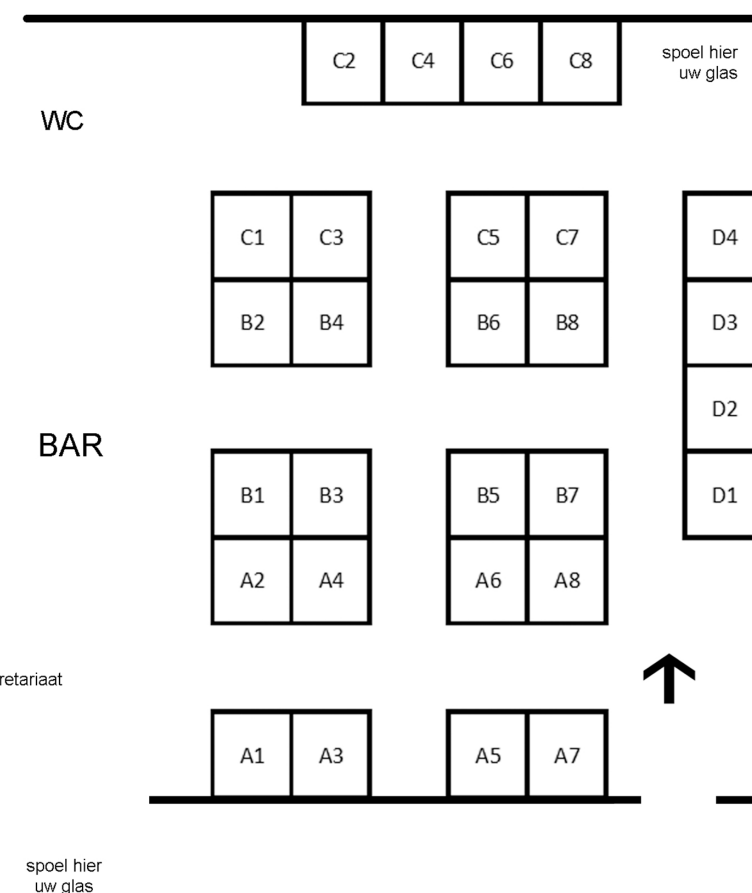 C2 C4 C6 C8
spoel hier
uw glas
WC
C1 C3 C5 C7 D4
B2 B4 B6 B8 D3
D2
BAR
B1 B3 B5 B7 D1
A2 A4 A6 A8
retariaat
A1 A3 A5 A7
spoel hier
uw glas